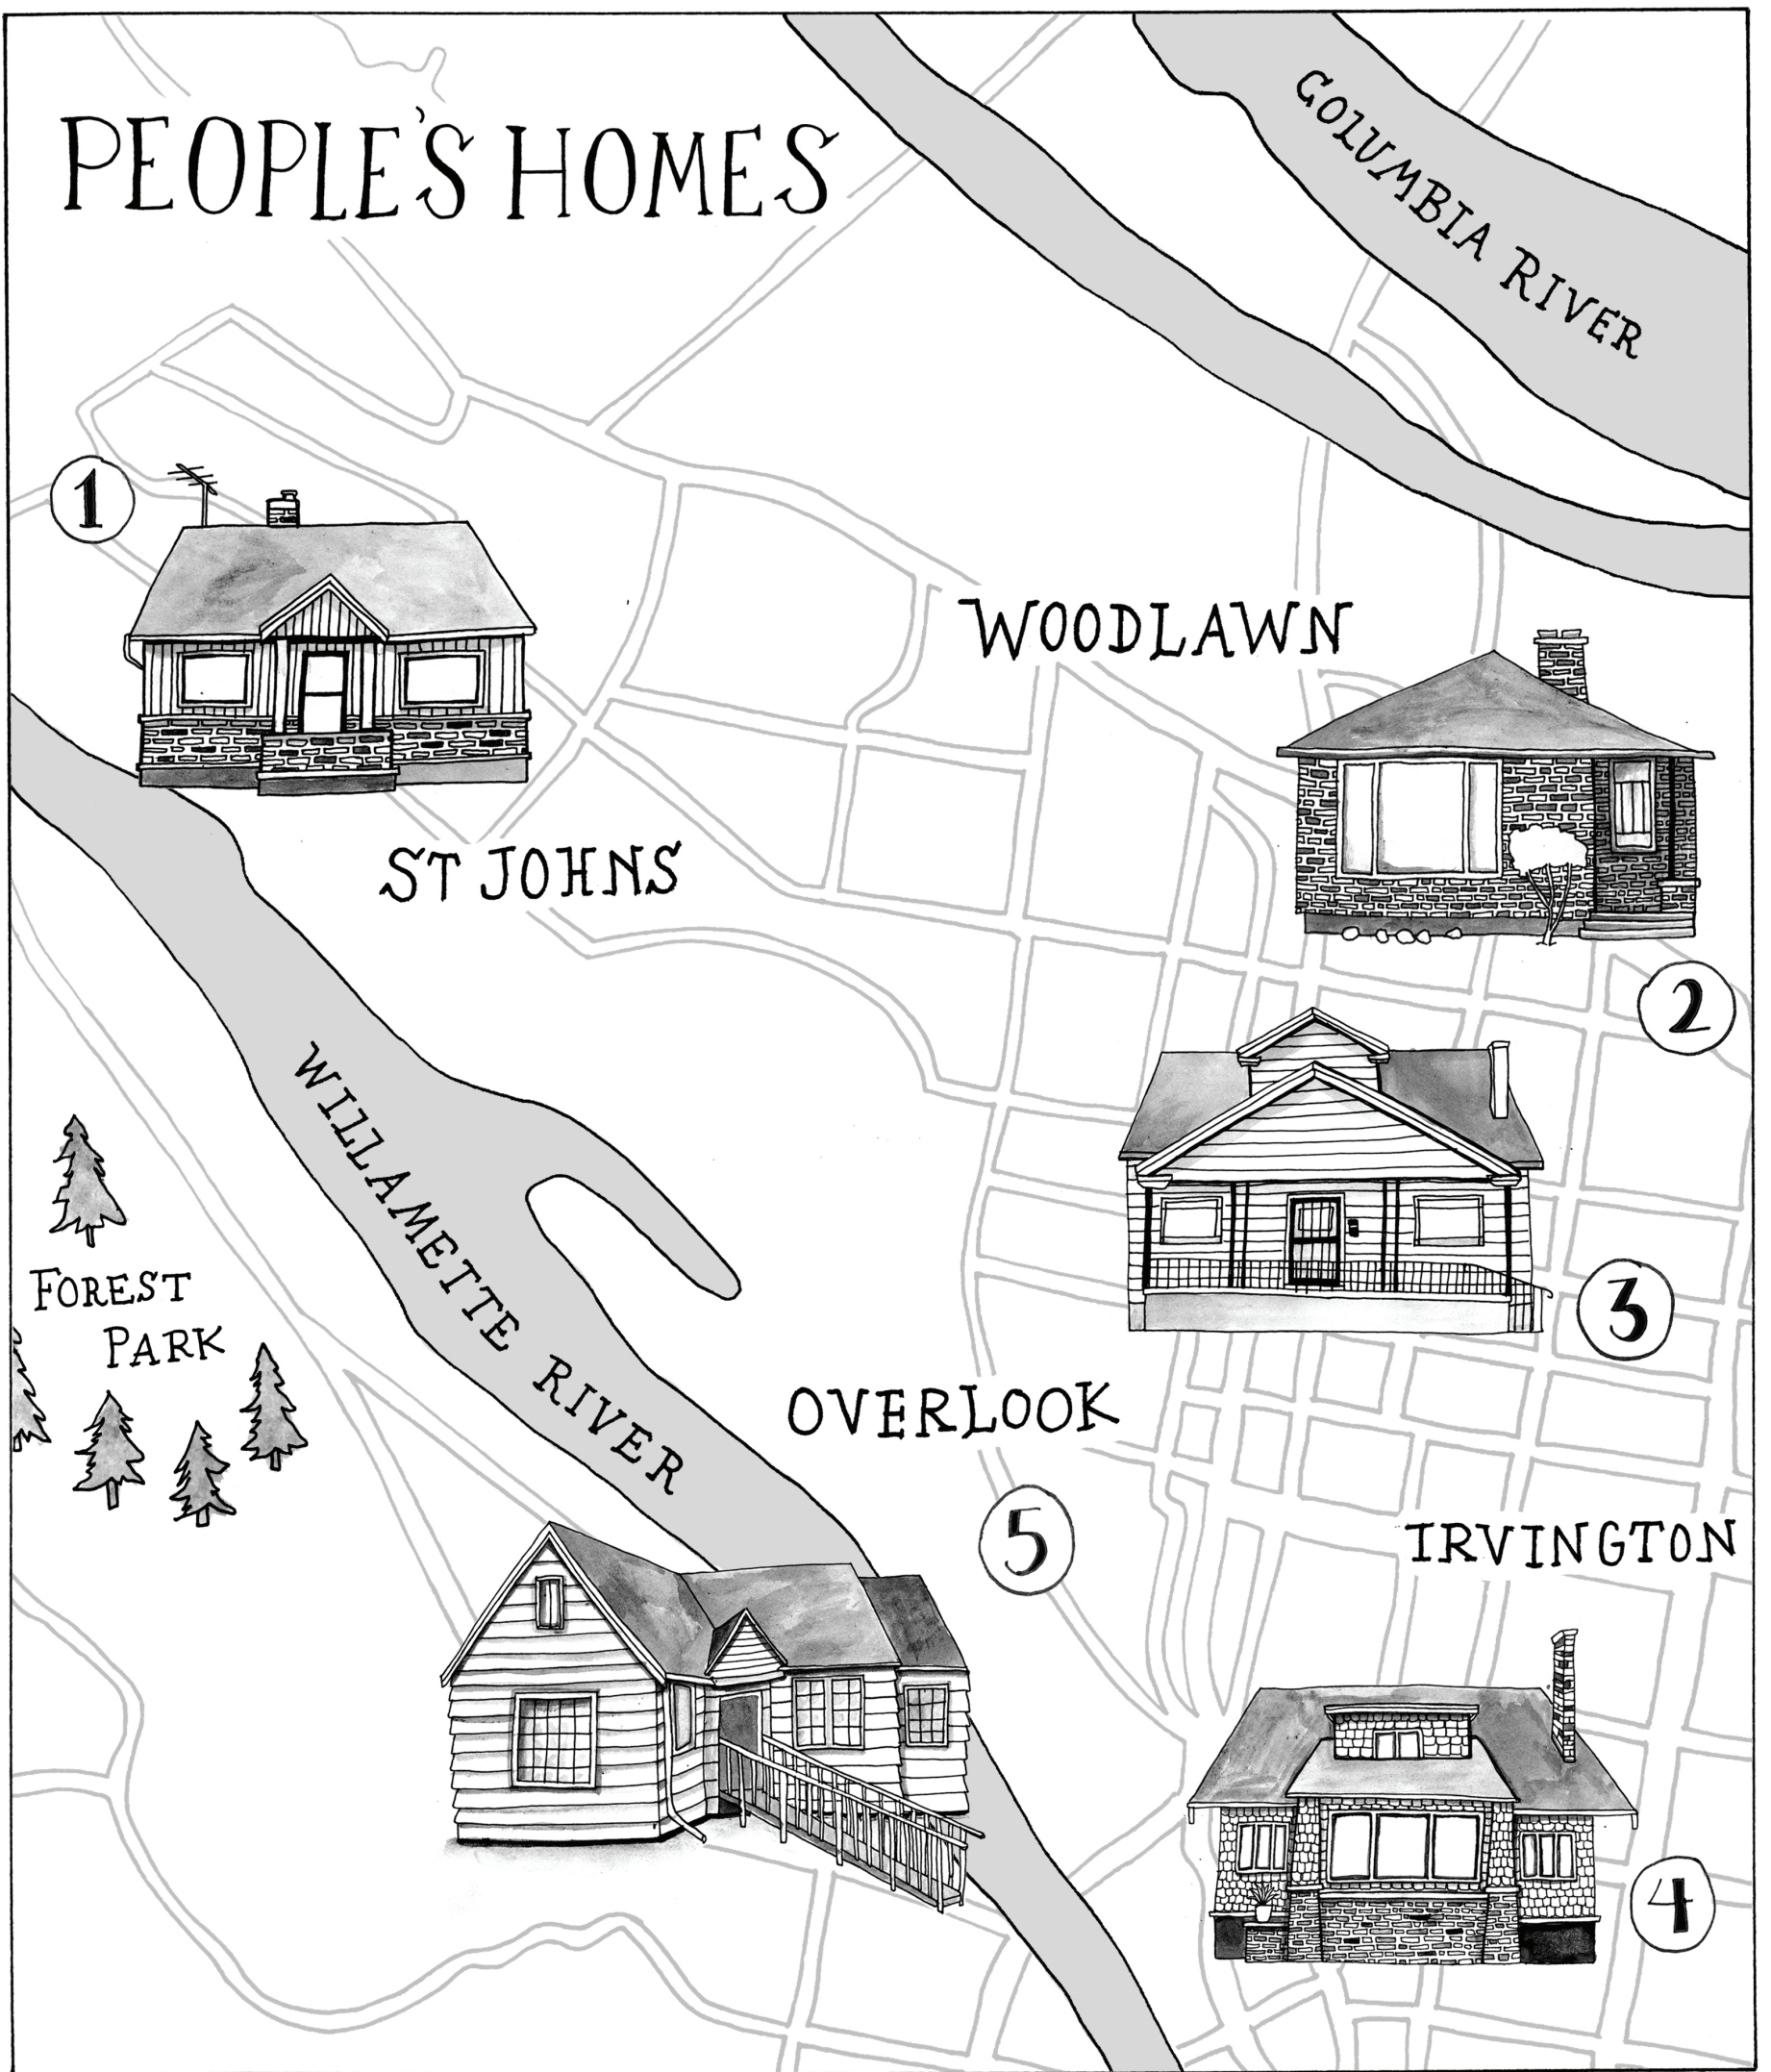 PEOPLE'S HOMES
COLUMBIA RIVER
1
WOODLAWN
ST JOHNS
2
WILLAMETTE RIVER
FOREST
PARK
3
OVERLOOK
5
IRVINGTON
4